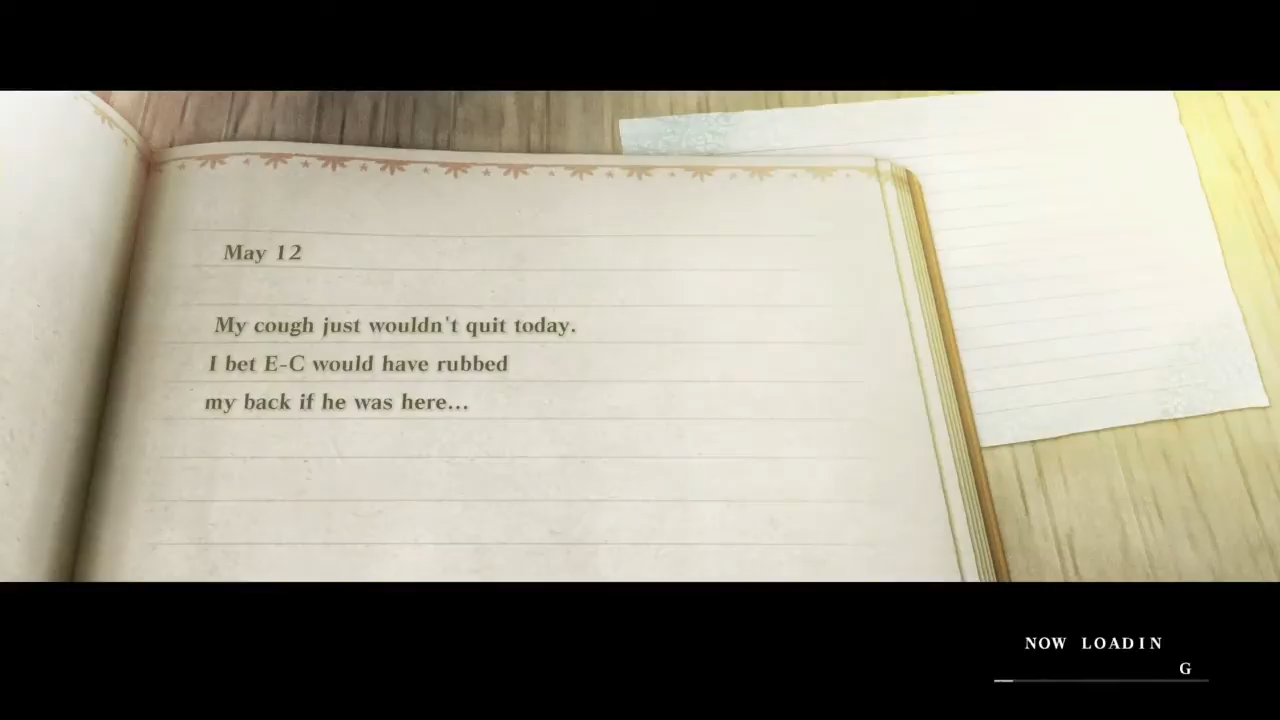 May 12
My cough just wouldn't quit today.
I bet E-C would have rubbed
my back if he was here...
NOW LOADIN
G